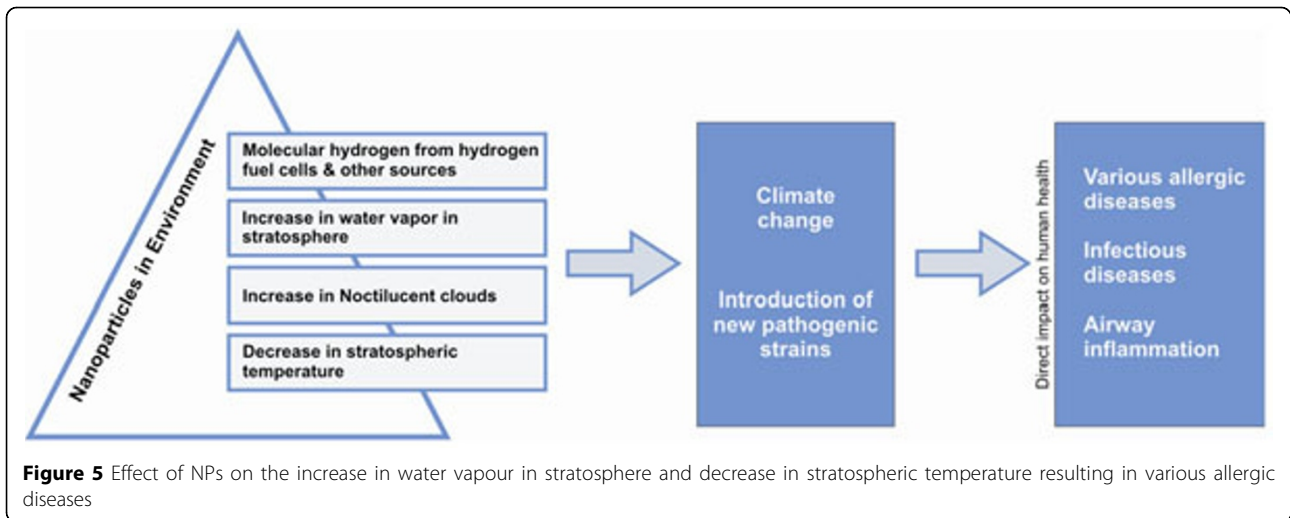 Nanoparticles in Environment
Molecular hydrogen from hydrogen
fuel cells & other sources
Increase in water vapor in
stratosphere
Increase in Noctilucent clouds
Decrease in stratospheric
temperature
Climate
change
Introduction of
new pathogenic
strains
Direct impact on human health
Various allergic
diseases
Infectious
diseases
Airway
inflammation
Figure 5 Effect of NPs on the increase in water vapour in stratosphere and decrease in stratospheric temperature resulting in various allergic
diseases